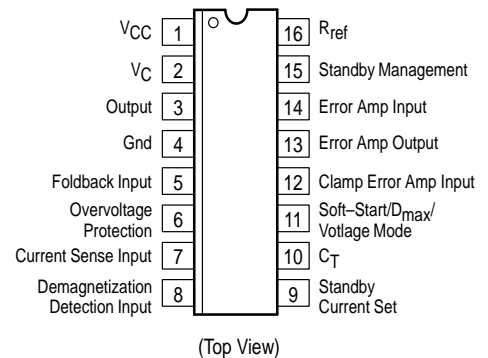 VCC 1
VC 2
Output 3
Gnd 4
Foldback Input 5
Overvoltage
Protection 6
Current Sense Input 7
Demagnetization
Detection Input 8
16 Rref
15 Standby Management
14 Error Amp Input
13 Error Amp Output
12 Clamp Error Amp Input
11 Soft–Start/Dmax/
Votlage Mode
10 CT
9 Standby
Current Set
(Top View)